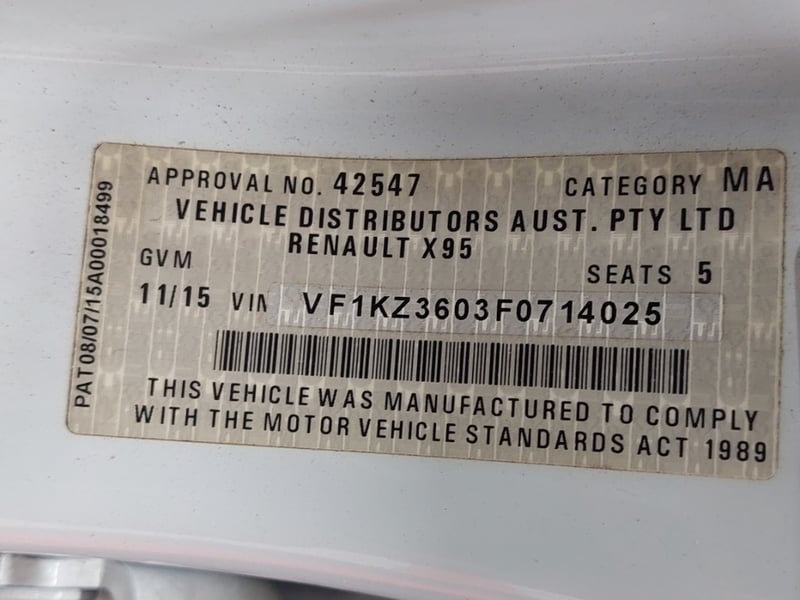 APPROVAL NO. 42547 CATEGORY MA
VEHICLE DISTRIBUTORS AUST. PTY LTD
RENAULT X95
GVM SEATS 5
11/15 VIN VF1KZ3603F0714025
THIS VEHICLE WAS MANUFACTURED TO COMPLY
WITH THE MOTOR VEHICLE STANDARDS ACT 1989
PAT08/07/15A00018499